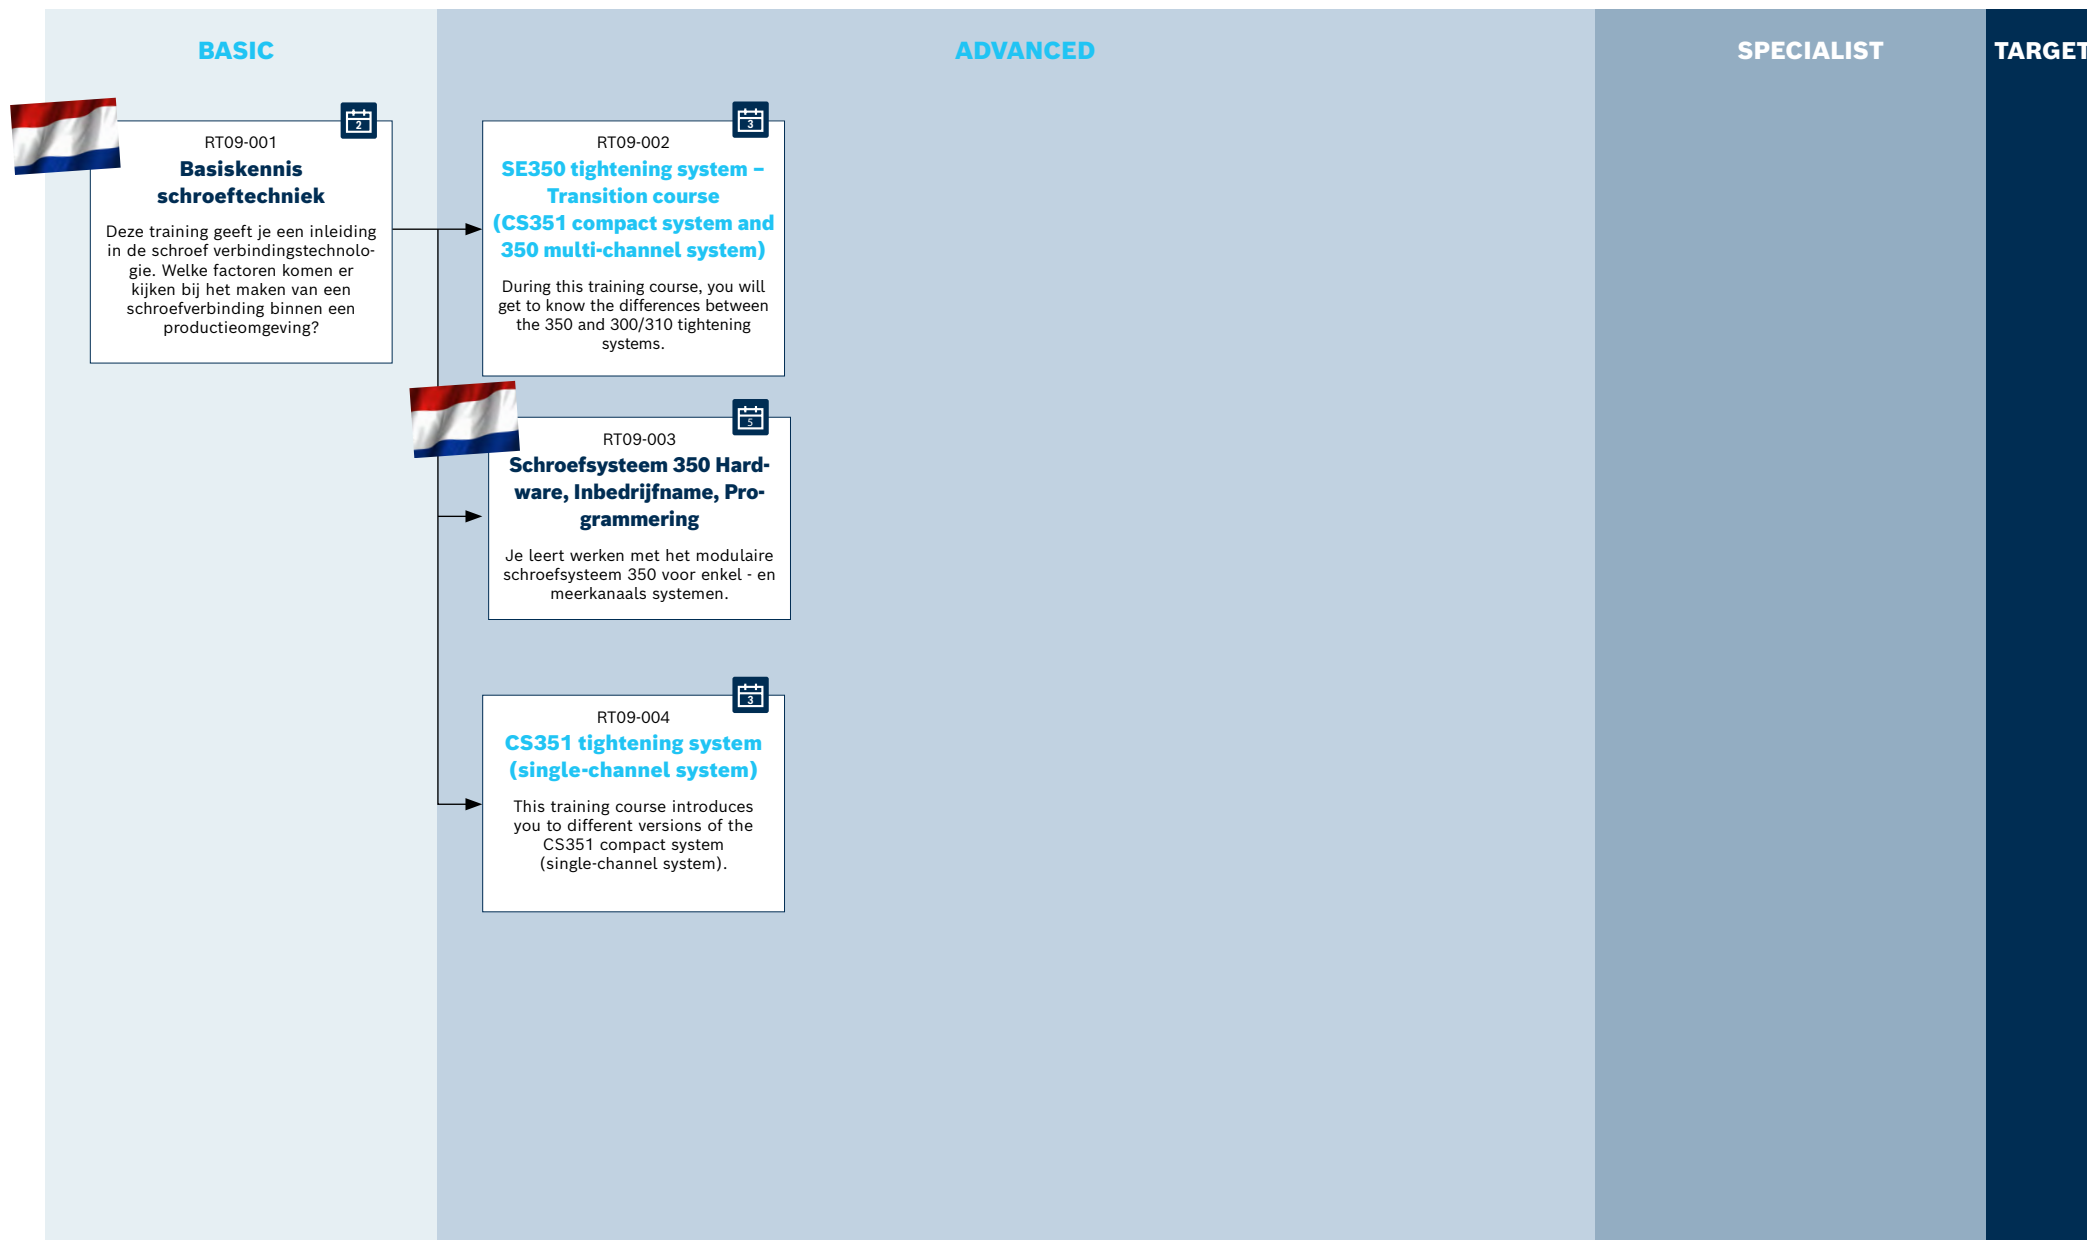 BASIC
ADVANCED
SPECIALIST
TARGET
2
RT09-001
Basiskennis
schroeftechniek
Deze training geeft je een inleiding
in de schroef verbindingstechnolo-
gie. Welke factoren komen er
kijken bij het maken van een
schroefverbinding binnen een
productieomgeving?
3
RT09-002
SE350 tightening system –
Transition course
(CS351 compact system and
350 multi-channel system)
During this training course, you will
get to know the differences between
the 350 and 300/310 tightening
systems.
5
RT09-003
Schroefsysteem 350 Hard-
ware, Inbedrijfname, Pro-
grammering
Je leert werken met het modulaire
schroefsysteem 350 voor enkel - en
meerkanaals systemen.
3
RT09-004
CS351 tightening system
(single-channel system)
This training course introduces
you to different versions of the
CS351 compact system
(single-channel system).